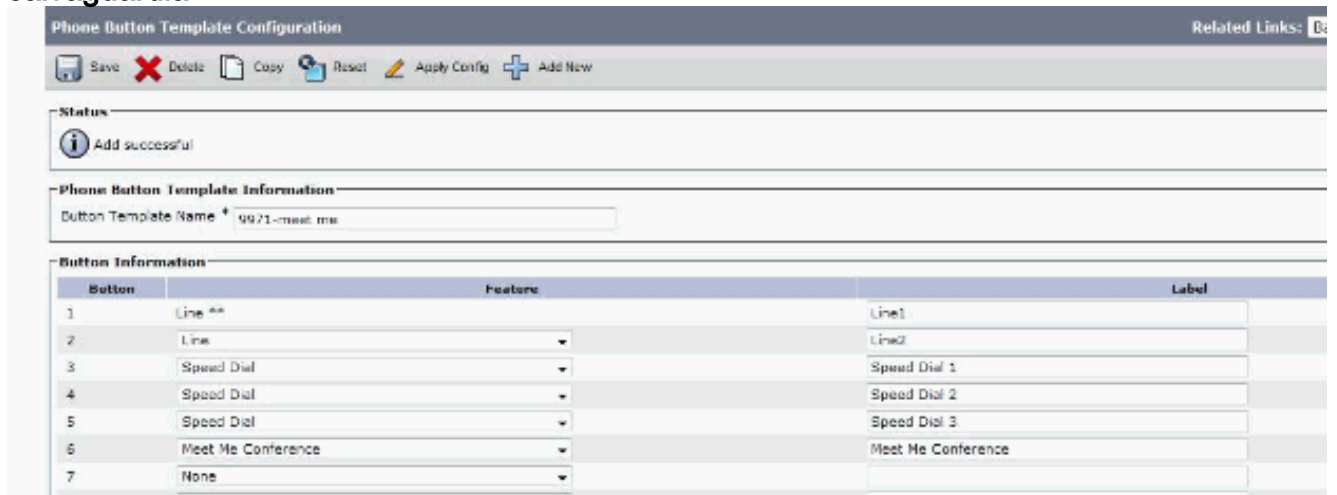 Phone Button Template Configuration Related Links:
Save Delete Copy Reset Apply Config Add New
Status
Add successful
Phone Button Template Information
Button Template Name * 9971-meet me
Button Information
Button Feature Label
1 Line ** Line1
2 Line Line2
3 Speed Dial Speed Dial 1
4 Speed Dial Speed Dial 2
5 Speed Dial Speed Dial 3
6 Meet Me Conference Meet Me Conference
7 None